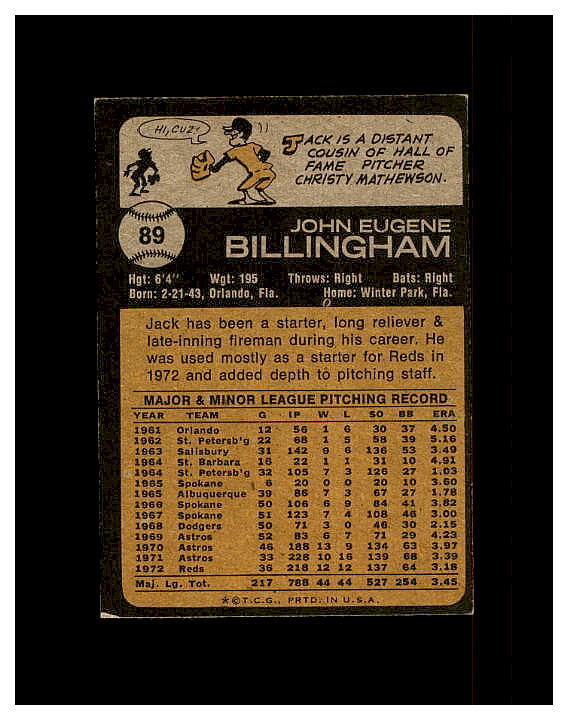 HI, CUZ!
JACK IS A DISTANT
COUSIN OF HALL OF
FAME PITCHER
CHRISTY MATHEWSON.
89
JOHN EUGENE
BILLINGHAM
Hgt: 6'4" Wgt: 195 Throws: Right Bats: Right
Born: 2-21-43, Orlando, Fla. Home: Winter Park, Fla.
Jack has been a starter, long reliever &
late-inning fireman during his career. He
was used mostly as a starter for Reds in
1972 and added depth to pitching staff.
MAJOR & MINOR LEAGUE PITCHING RECORD
YEAR TEAM G IP W L SO BB ERA
1961 Orlando 12 56 1 6 30 37 4.50
1962 St. Petersb'g 22 68 1 5 58 39 5.16
1963 Salisbury 31 142 9 6 136 53 3.49
1964 St. Barbara 16 22 1 1 31 10 4.91
1964 St. Petersb'g 32 105 7 3 126 27 1.03
1965 Spokane 6 20 0 0 20 10 3.60
1965 Albuquerque 39 86 7 3 67 27 1.78
1966 Spokane 50 106 6 9 84 41 3.82
1967 Spokane 51 123 7 4 108 46 3.00
1968 Dodgers 50 71 3 0 46 30 2.15
1969 Astros 52 83 6 7 71 29 4.23
1970 Astros 46 188 13 9 134 63 3.97
1971 Astros 33 228 10 16 139 68 3.39
1972 Reds 36 218 12 12 137 64 3.18
Maj. Lg. Tot. 217 788 44 44 527 254 3.45
*©T.C.G., PRTD. IN U.S.A.